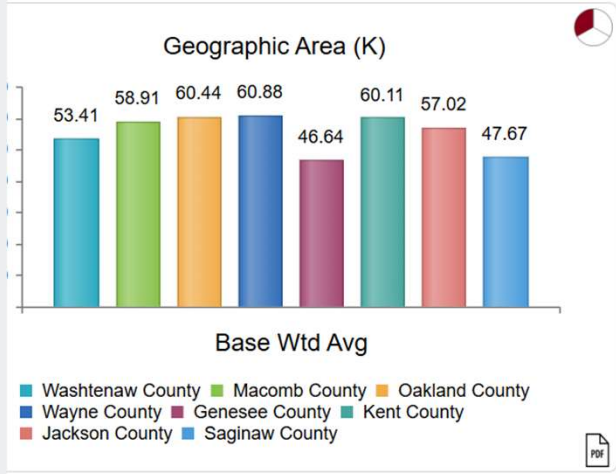 Geographic Area (K)
53.41 58.91 60.44 60.88 46.64 60.11 57.02 47.67
Base Wtd Avg
Washtenaw County Macomb County Oakland County
Wayne County Genesee County Kent County
Jackson County Saginaw County
PDF